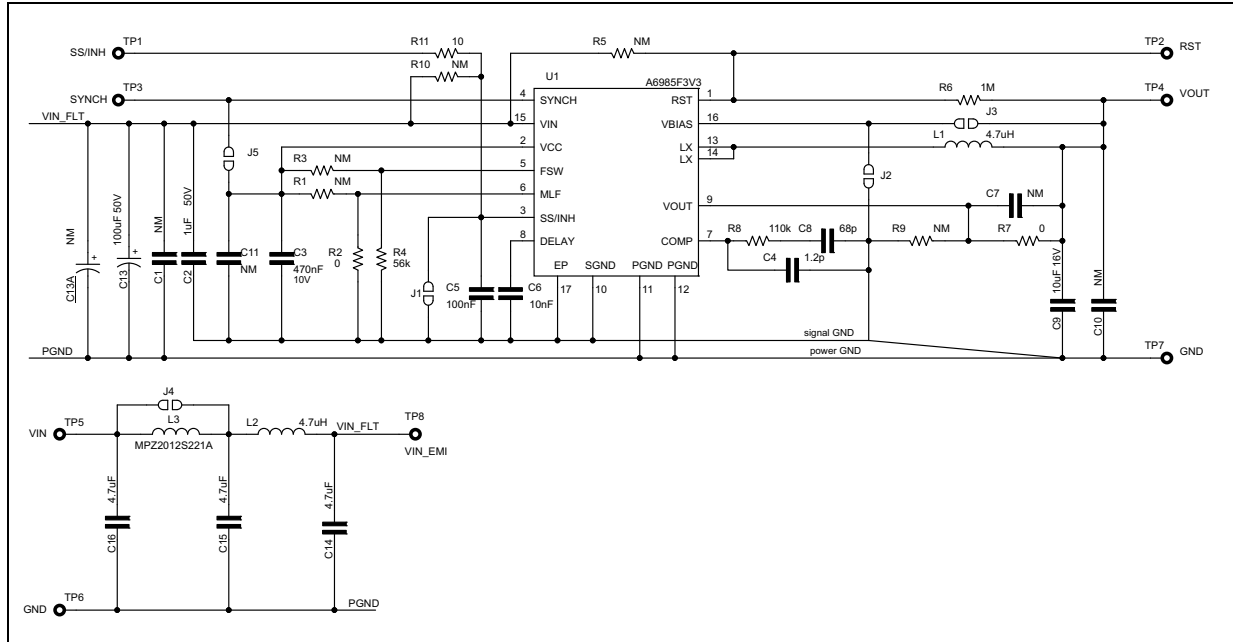 TP1
SS/INH
R11 10
R10 NM
R5 NM
TP2
RST
U1
A6985F3V3
TP3
SYNCH
4 SYNCH
RST 1
R6 1M
TP4
VOUT
VIN_FLT
15 VIN
VBIAS 16
J3
2 VCC
LX 13
LX 14
L1 4.7uH
J5
R3 NM
5 FSW
R1 NM
6 MLF
J2
C7 NM
3 SS/INH
VOUT 9
8 DELAY
COMP 7
R8 110k
C8 68p
R9 NM
R7 0
C4 1.2p
EP SGND PGND PGND
17 10 11 12
NM
C13A
100uF 50V
C13
NM
C1
1uF 50V
C2
C11
NM
C3
470nF
10V
R2
0
R4
56k
J1
C5
100nF
C6
10nF
10uF 16V
C9
NM
C10
signal GND
PGND
power GND
TP7
GND
J4
TP5
VIN
L3
MPZ2012S221A
L2 4.7uH
VIN_FLT
TP8
VIN_EMI
4.7uF
C16
4.7uF
C15
4.7uF
C14
TP6
GND
PGND